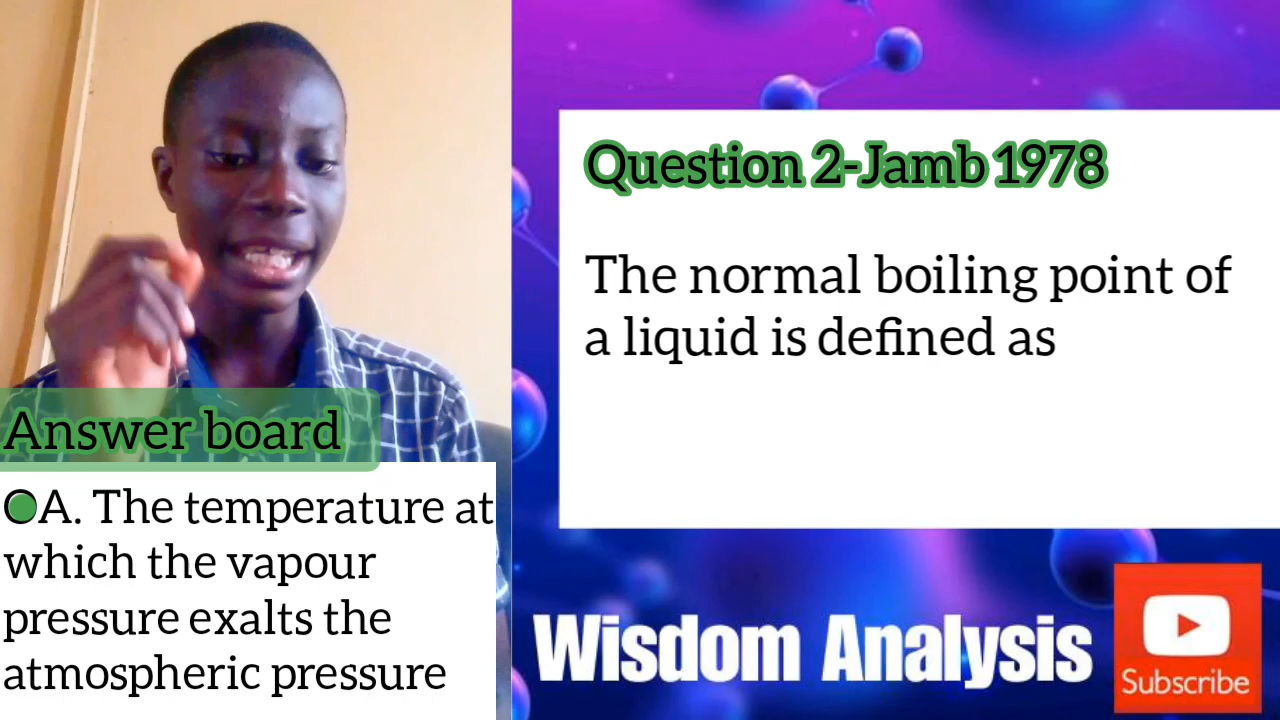 Question 2-Jamb 1978
The normal boiling point of
a liquid is defined as
Answer board
A. The temperature at
which the vapour
pressure exalts the
atmospheric pressure
Wisdom Analysis
Subscribe